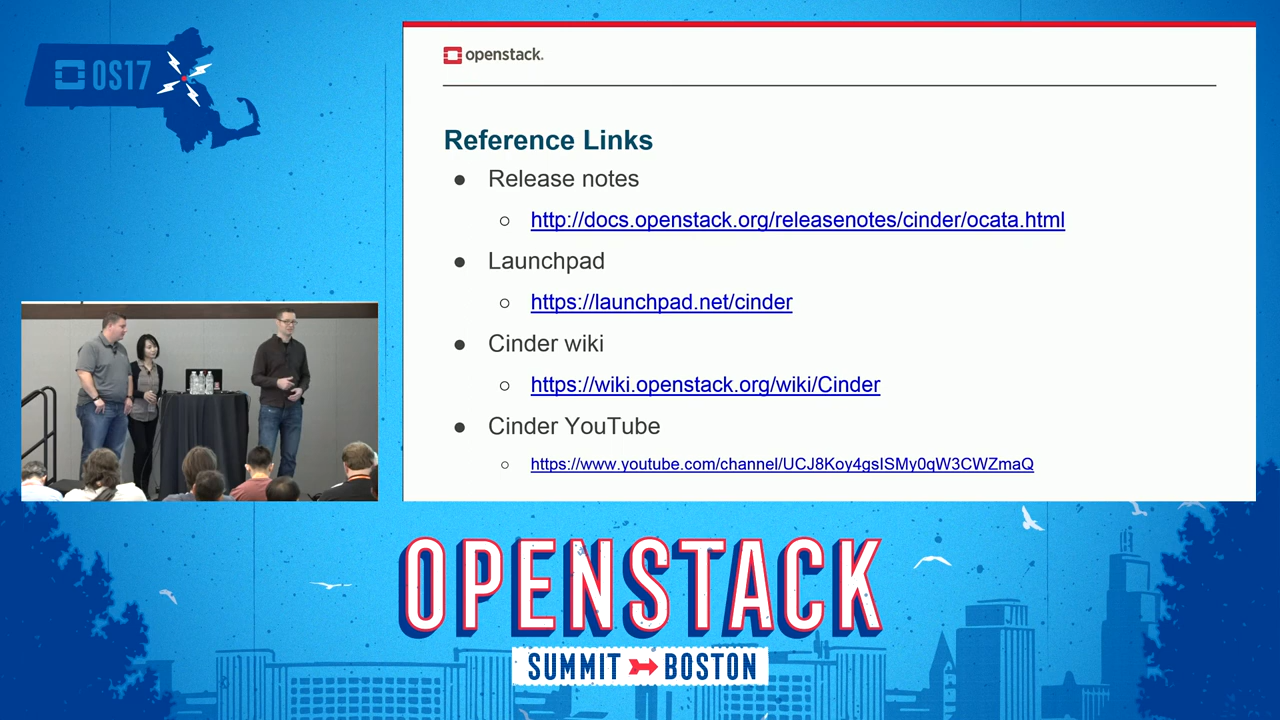 OS17
openstack.
Reference Links
● Release notes
○ http://docs.openstack.org/releasenotes/cinder/ocata.html
● Launchpad
○ https://launchpad.net/cinder
● Cinder wiki
○ https://wiki.openstack.org/wiki/Cinder
● Cinder YouTube
○ https://www.youtube.com/channel/UCJ8Koy4gsISMy0qW3CWZmaQ
OPENSTACK
SUMMIT BOSTON